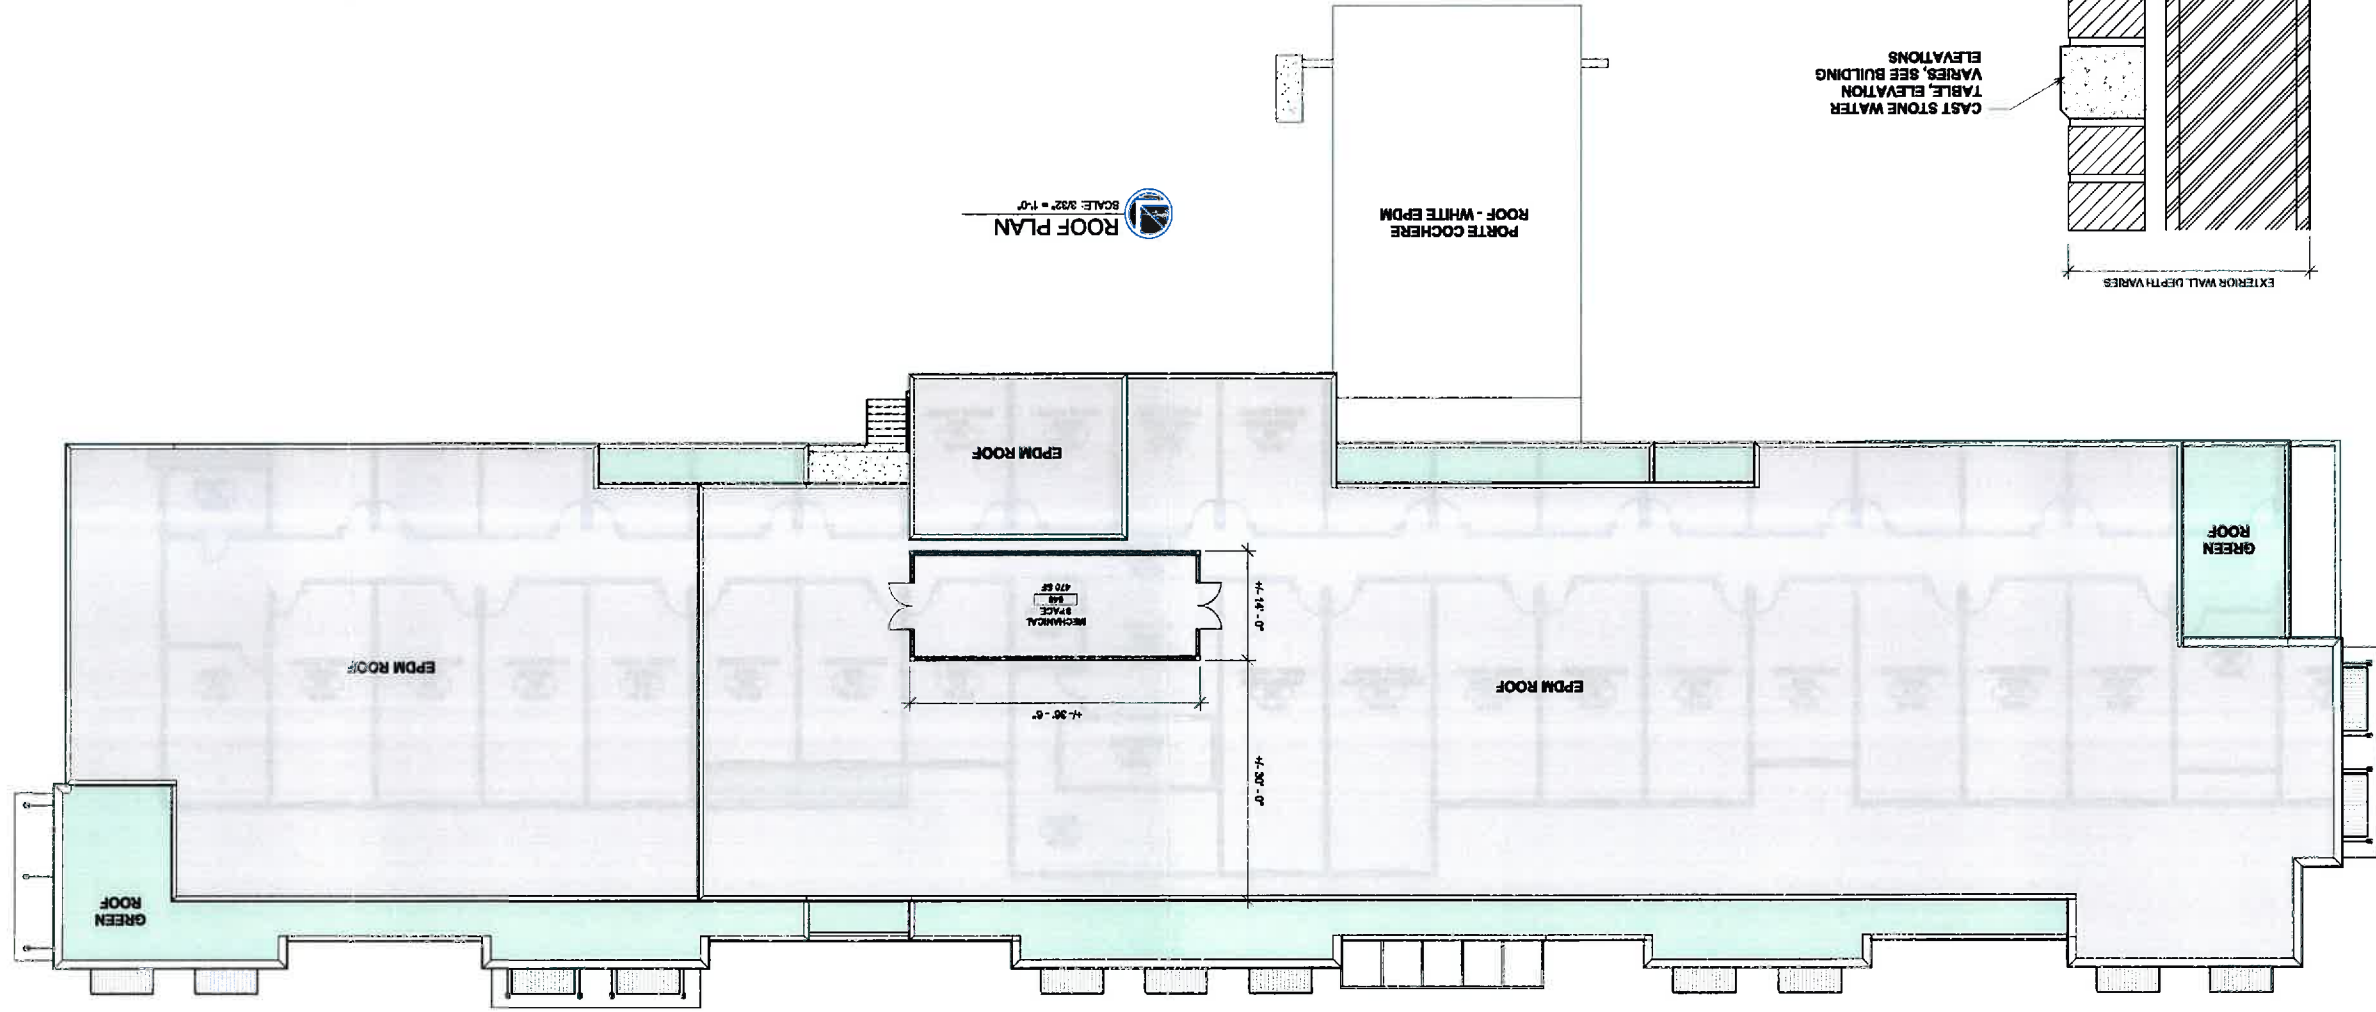 GREEN
ROOF
+/- 30' - 0"
+/- 36' - 6"
EPDM ROOF
EPDM ROOF
MECHANICAL
SPACE
470 SF
+/- 14' - 0"
GREEN
ROOF
EPDM ROOF
EXTERIOR WALL DEPTH VARIES
PORTE COCHERE
ROOF - WHITE EPDM
ROOF PLAN
SCALE: 3/32" = 1'-0"
CAST STONE WATER
TABLE, ELEVATION
VARIES, SEE BUILDING
ELEVATIONS